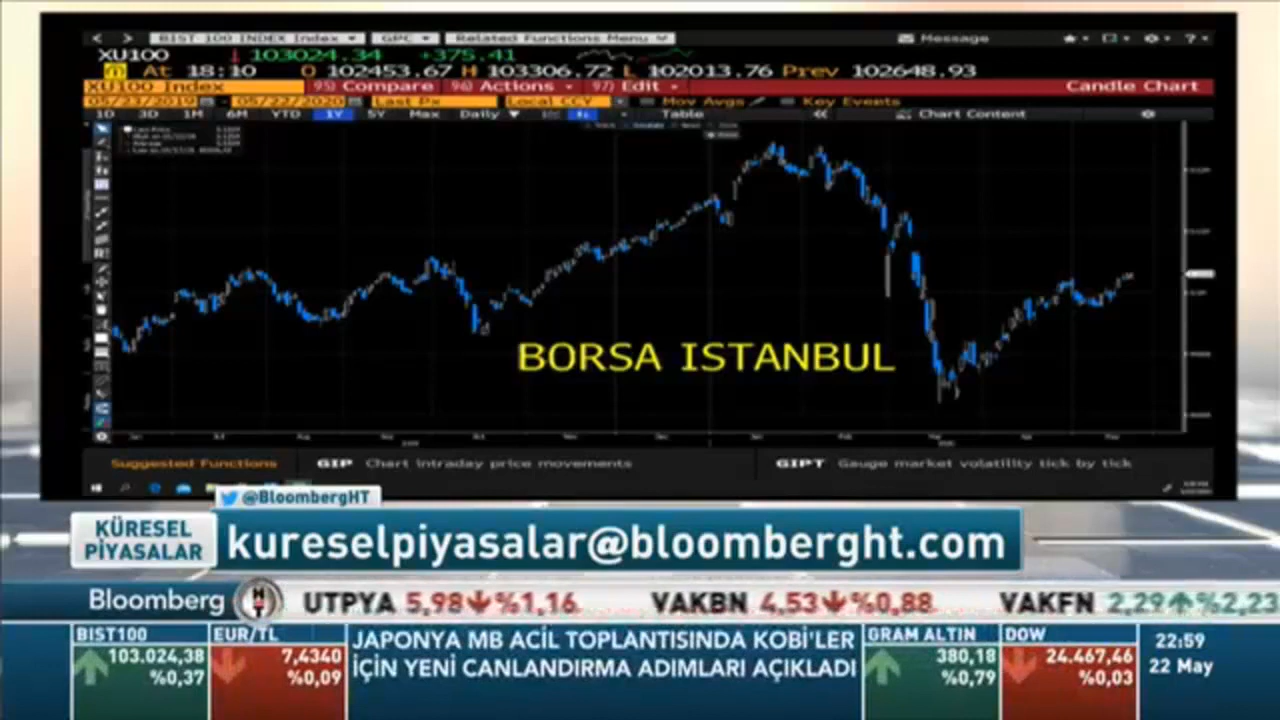 BIST 100 INDEX Index GPC Related Functions Menu Message
XU100 103024.34 +375.41
At 18:10 O 102453.67 H 103306.72 L 102013.76 Prev 102648.93
XU100 Index 95) Compare 96) Actions 97) Edit Candle Chart
05/23/2019 - 05/22/2020 Last Px Local CCY Mov Avgs Key Events
1D 3D 1M 6M YTD 1Y 5Y Max Daily Table Chart Content
BORSA ISTANBUL
Suggested Functions GIP Chart intraday price movements GIPT Gauge market volatility tick by tick
@BloombergHT
KÜRESEL PİYASALAR
kureselpiyasalar@bloomberght.com
Bloomberg HT UTPYA 5,98 %1,16 VAKBN 4,53 %0,88 VAKFN 2,29 %2,23
BIST100 103.024,38 %0,37
EUR/TL 7,4340 %0,09
JAPONYA MB ACİL TOPLANTISINDA KOBİ'LER
İÇİN YENİ CANLANDIRMA ADIMLARI AÇIKLADI
GRAM ALTIN 380,18 %0,79
DOW 24.467,46 %0,03
22:59
22 May